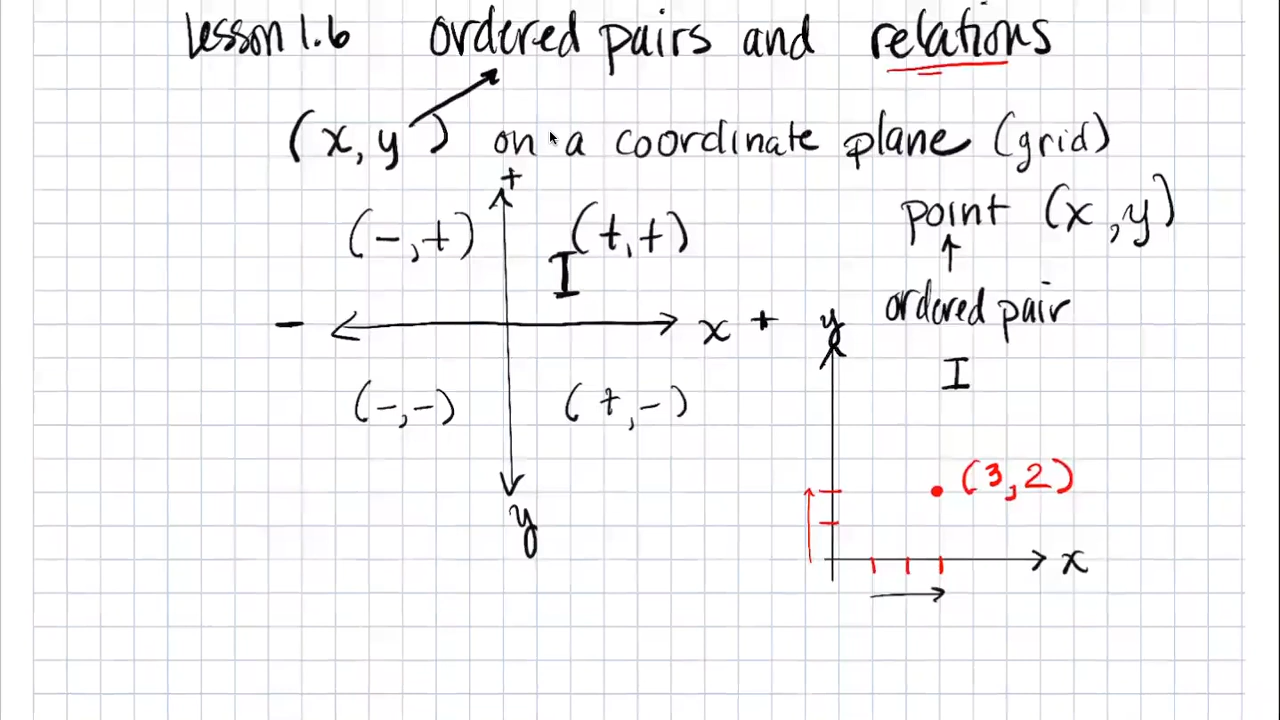 Lesson 1.6 ordered pairs and relations
(x, y) on a coordinate plane (grid)
+
(-,+) (+,+) point (x,y)
I
- x + y ordered pair
I
(-,-) (+,-)
(3,2)
y
x